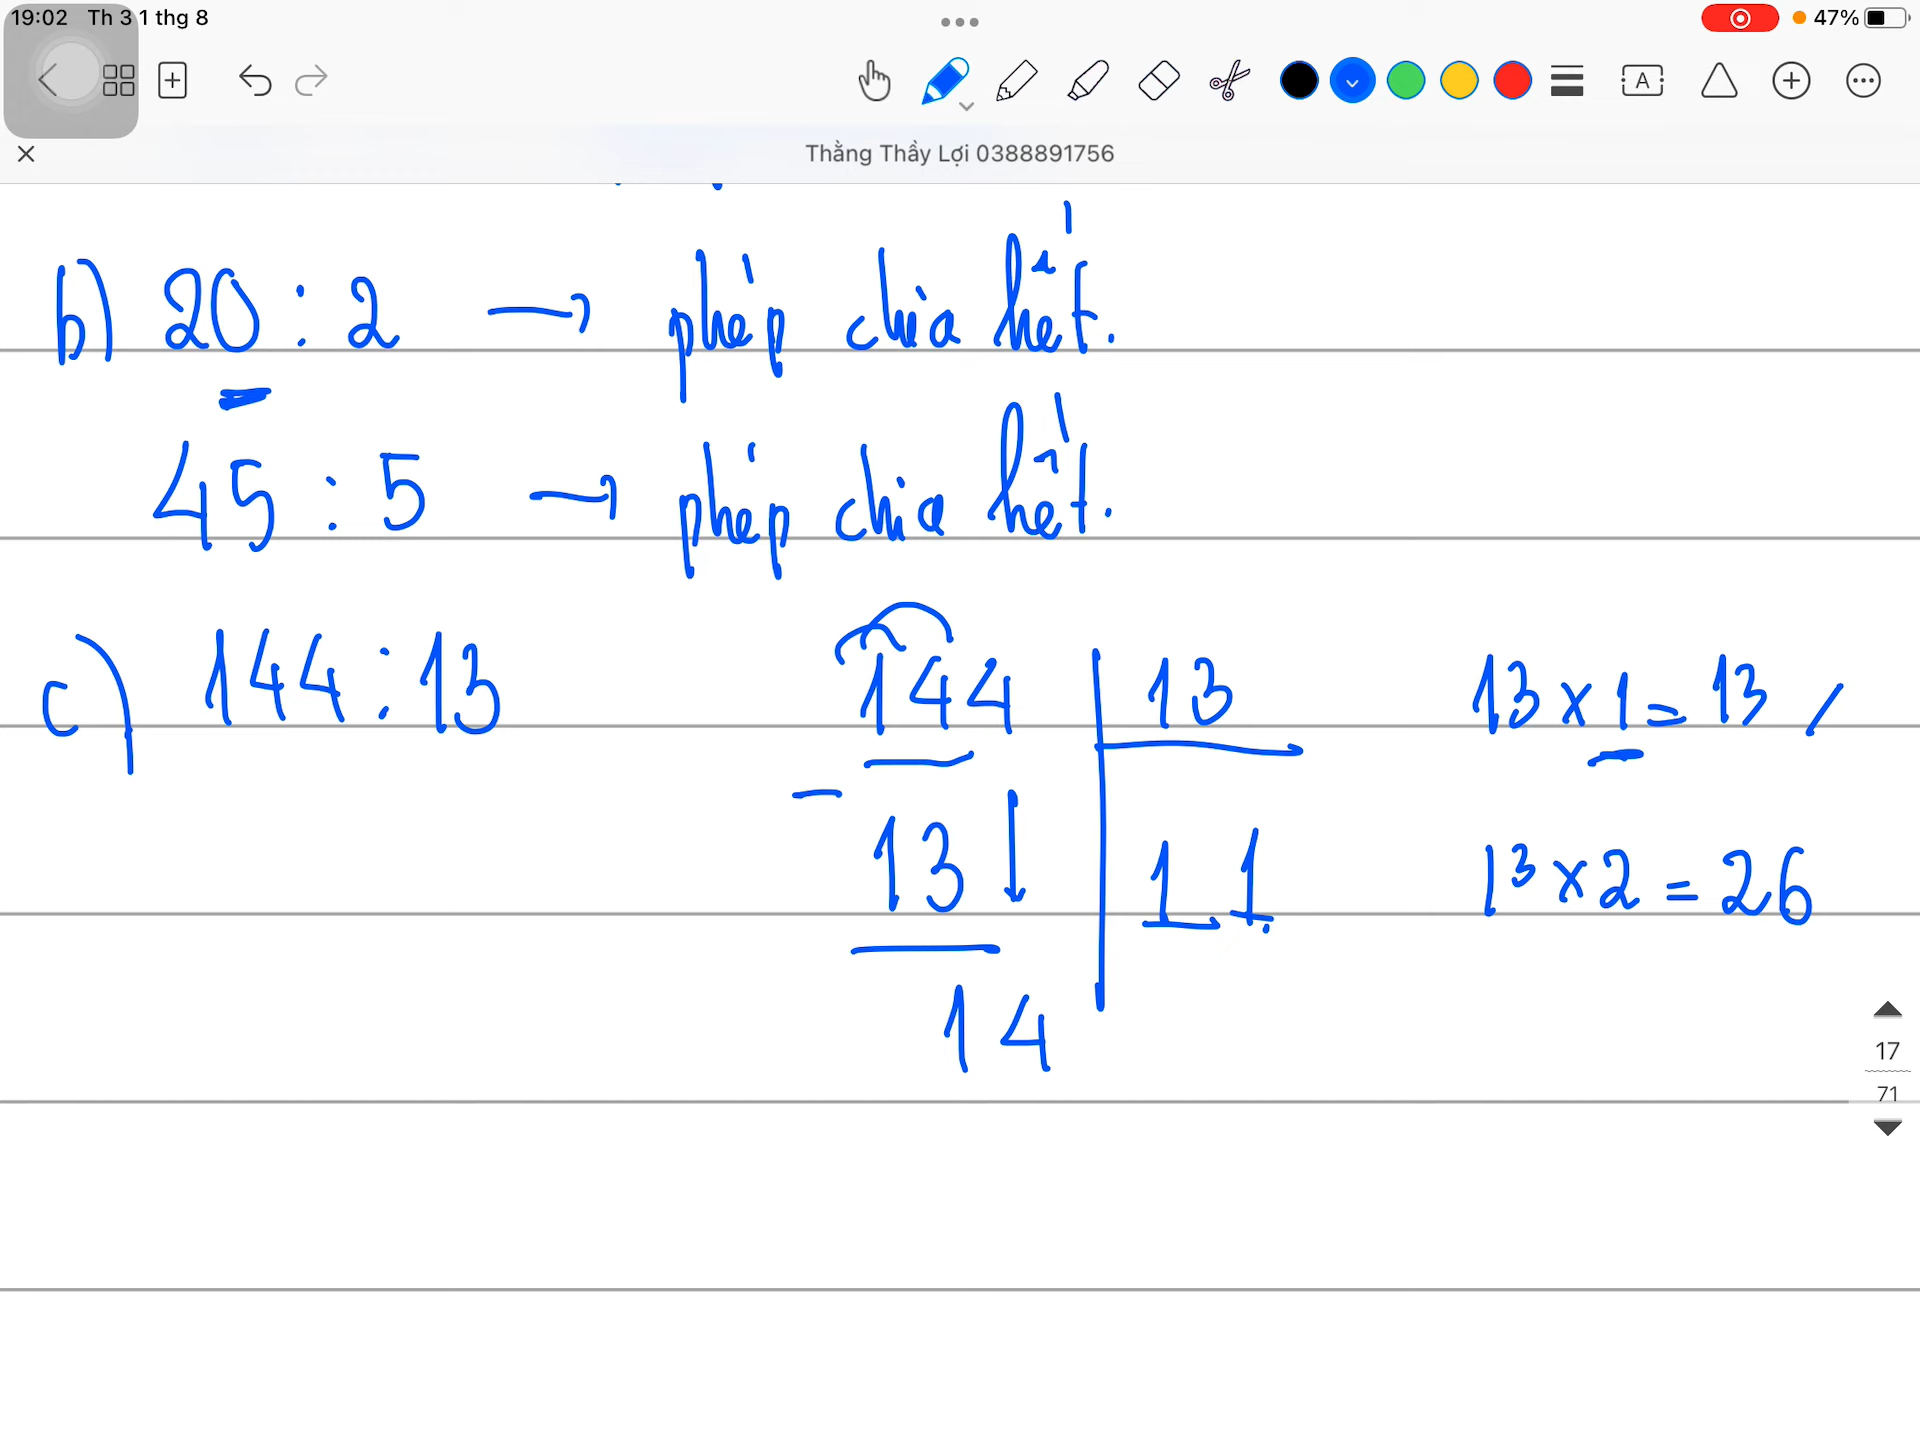 19:02 Th 3 1 thg 8
47%
A
Thằng Thầy Lợi 0388891756
b) 20 : 2 → phép chia hết.
45 : 5 → phép chia hết.
c) 144 : 13
144 13 13 x 1 = 13 /
- 13 11 13 x 2 = 26
14
17
71